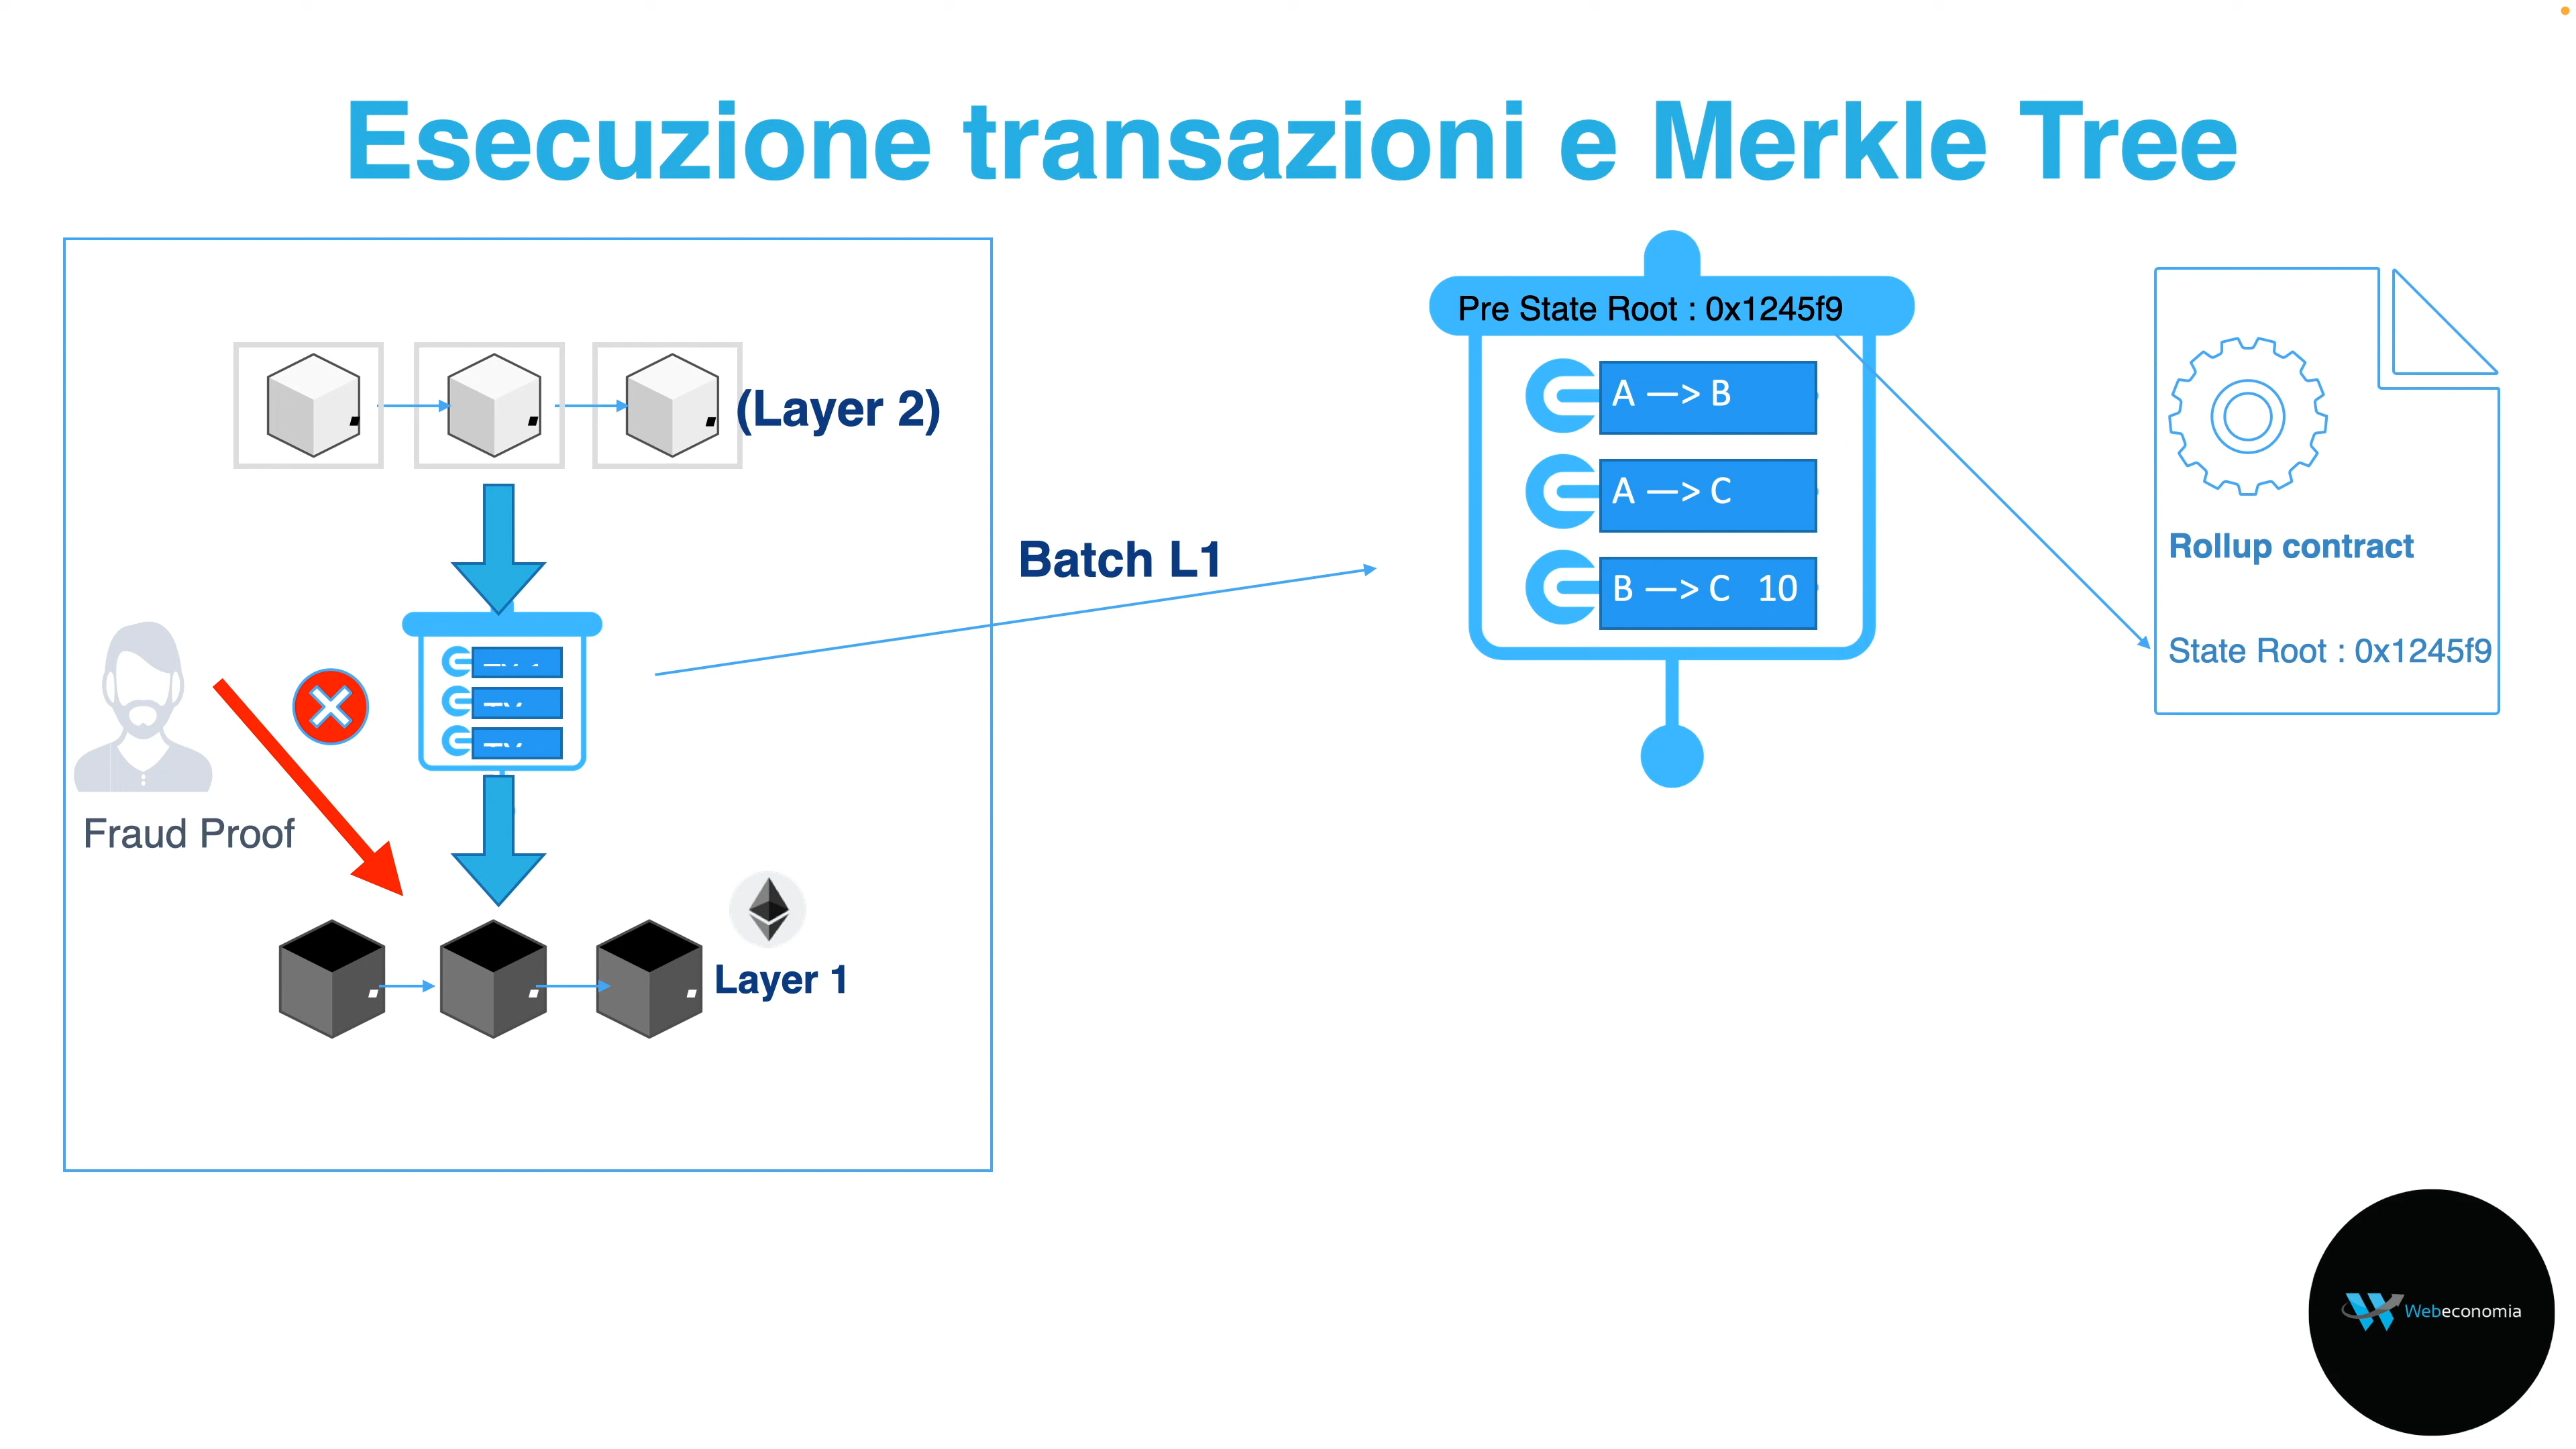 Esecuzione transazioni e Merkle Tree
(Layer 2)
Fraud Proof
Layer 1
Batch L1
Pre State Root : 0x1245f9
A —> B
A —> C
B —> C 10
Rollup contract
State Root : 0x1245f9
Webeconomia